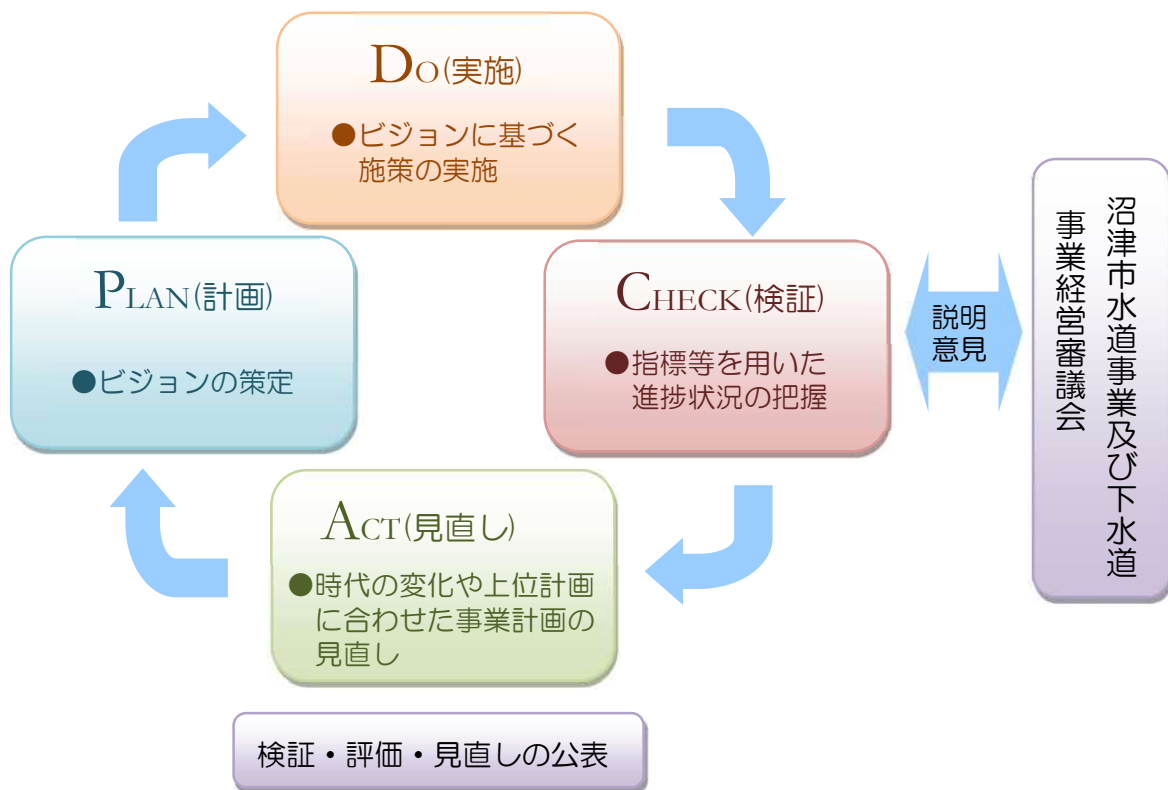 DO(実施)
●ビジョンに基づく
施策の実施
PLAN(計画)
●ビジョンの策定
CHECK(検証)
●指標等を用いた
進捗状況の把握
説明
意見
沼津市水道事業及び下水道
事業経営審議会
ACT(見直し)
●時代の変化や上位計画
に合わせた事業計画の
見直し
検証・評価・見直しの公表